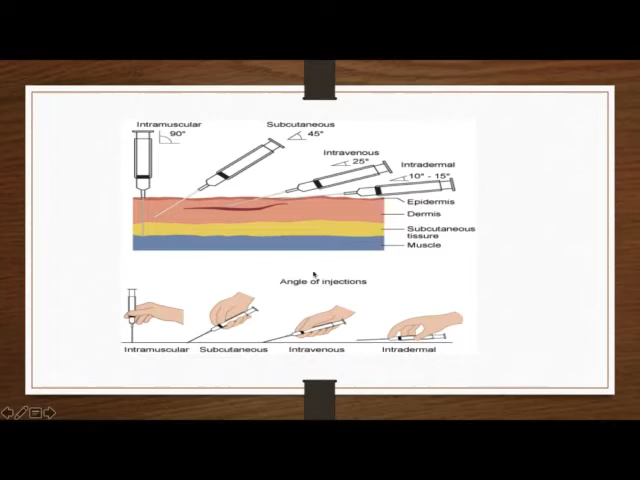 Intramuscular
90°
Subcutaneous
45°
Intravenous
25°
Intradermal
10° - 15°
Epidermis
Dermis
Subcutaneous
tissure
Muscle
Angle of injections
Intramuscular
Subcutaneous
Intravenous
Intradermal